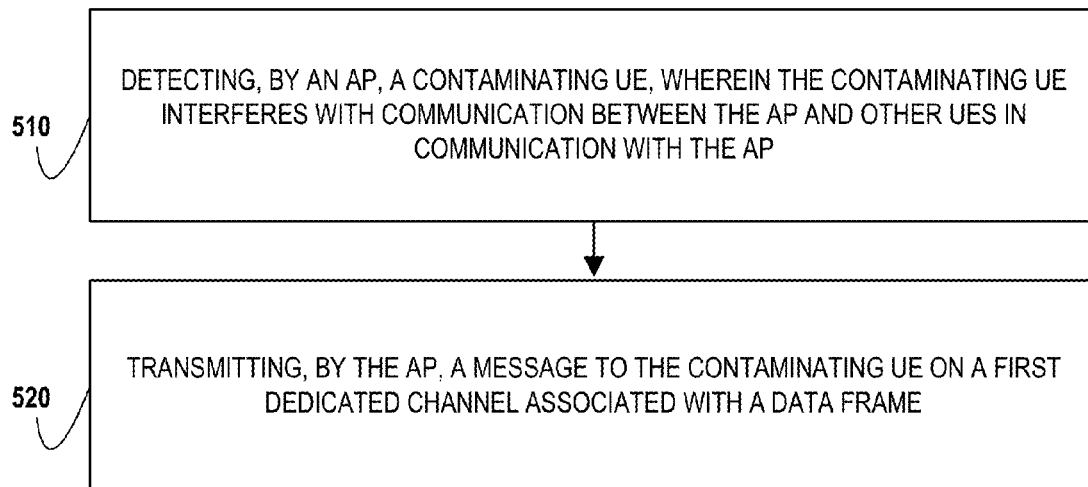 510
DETECTING, BY AN AP, A CONTAMINATING UE, WHEREIN THE CONTAMINATING UE
INTERFERES WITH COMMUNICATION BETWEEN THE AP AND OTHER UES IN
COMMUNICATION WITH THE AP
520
TRANSMITTING, BY THE AP, A MESSAGE TO THE CONTAMINATING UE ON A FIRST
DEDICATED CHANNEL ASSOCIATED WITH A DATA FRAME